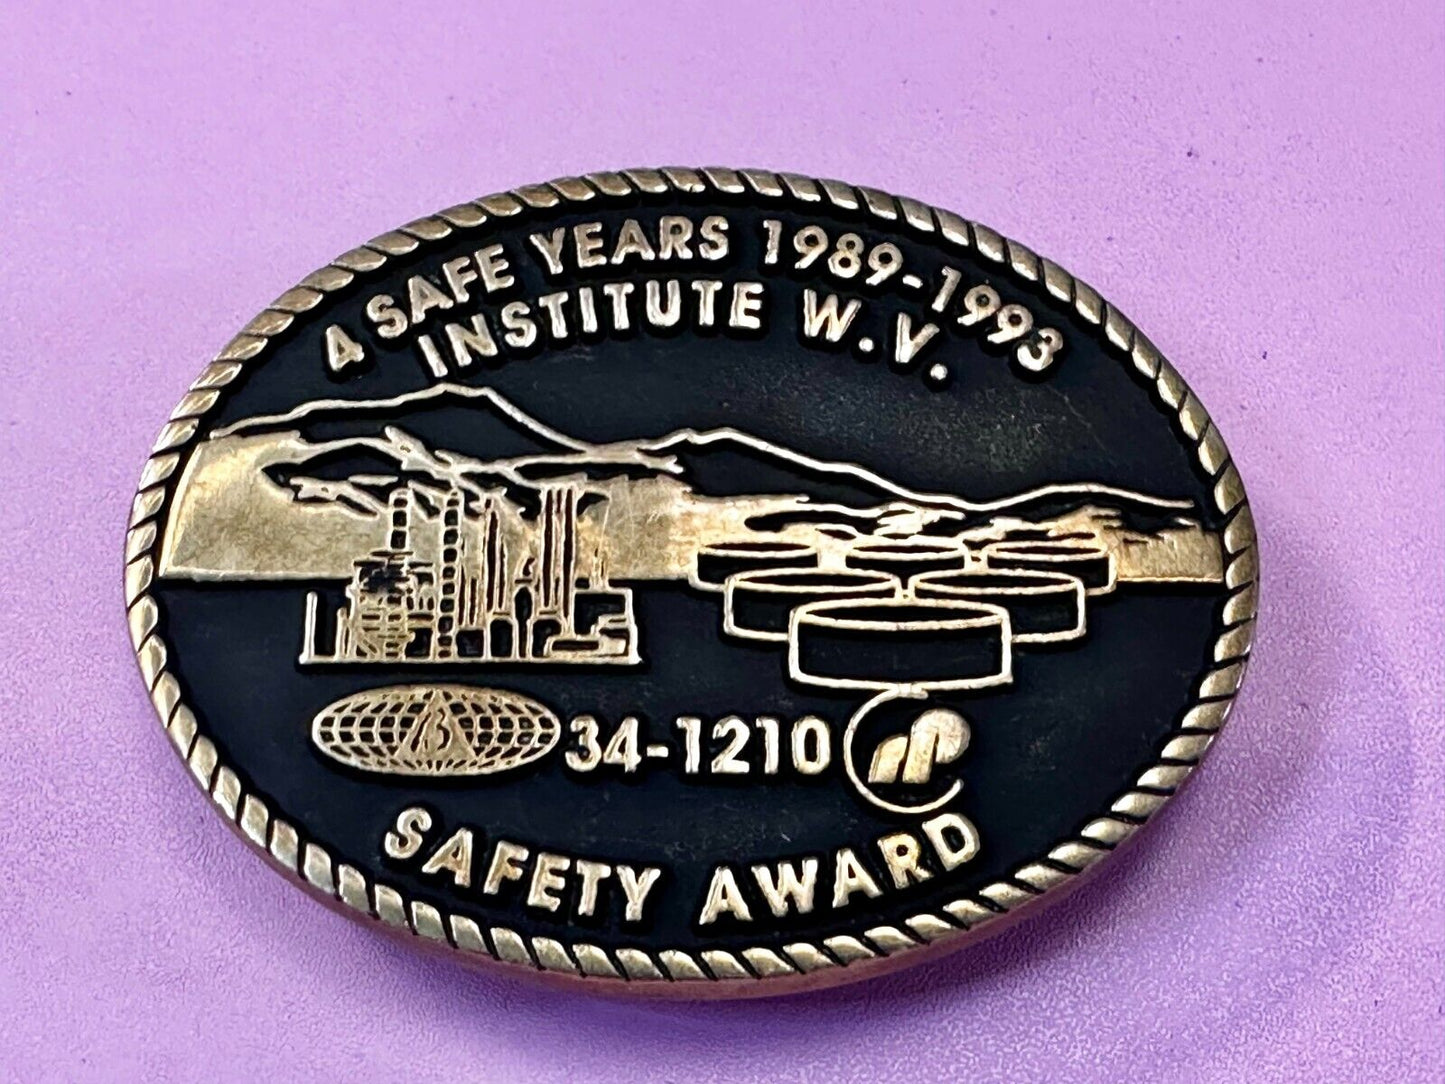 4 SAFE YEARS 1989-1993
INSTITUTE W.V.
34-1210
SAFETY AWARD